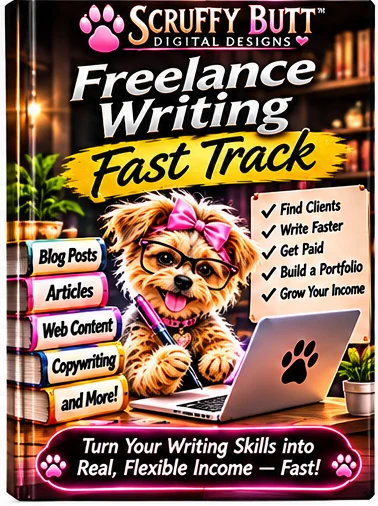 SCRUFFY BUTT™
DIGITAL DESIGNS
Freelance
Writing
Fast Track
✓ Find Clients
✓ Write Faster
✓ Get Paid
✓ Build a Portfolio
✓ Grow Your Income
Blog Posts
Articles
Web Content
Copywriting
and More!
Turn Your Writing Skills into
Real, Flexible Income — Fast!